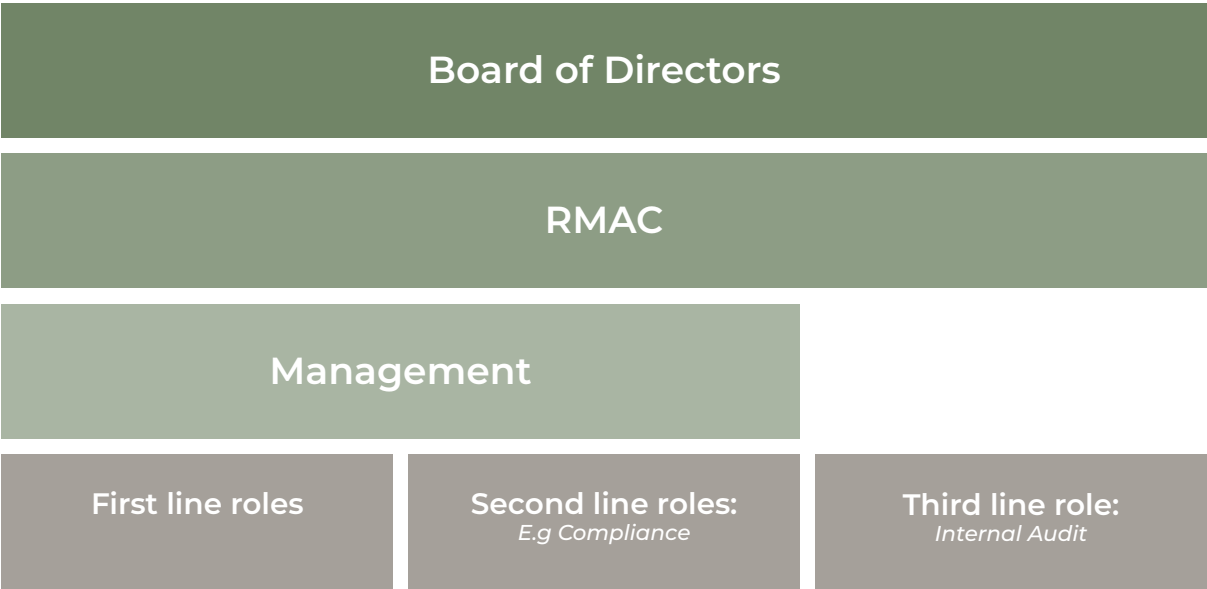 Board of Directors
RMAC
Management
First line roles
Second line roles:
E.g Compliance
Third line role:
Internal Audit